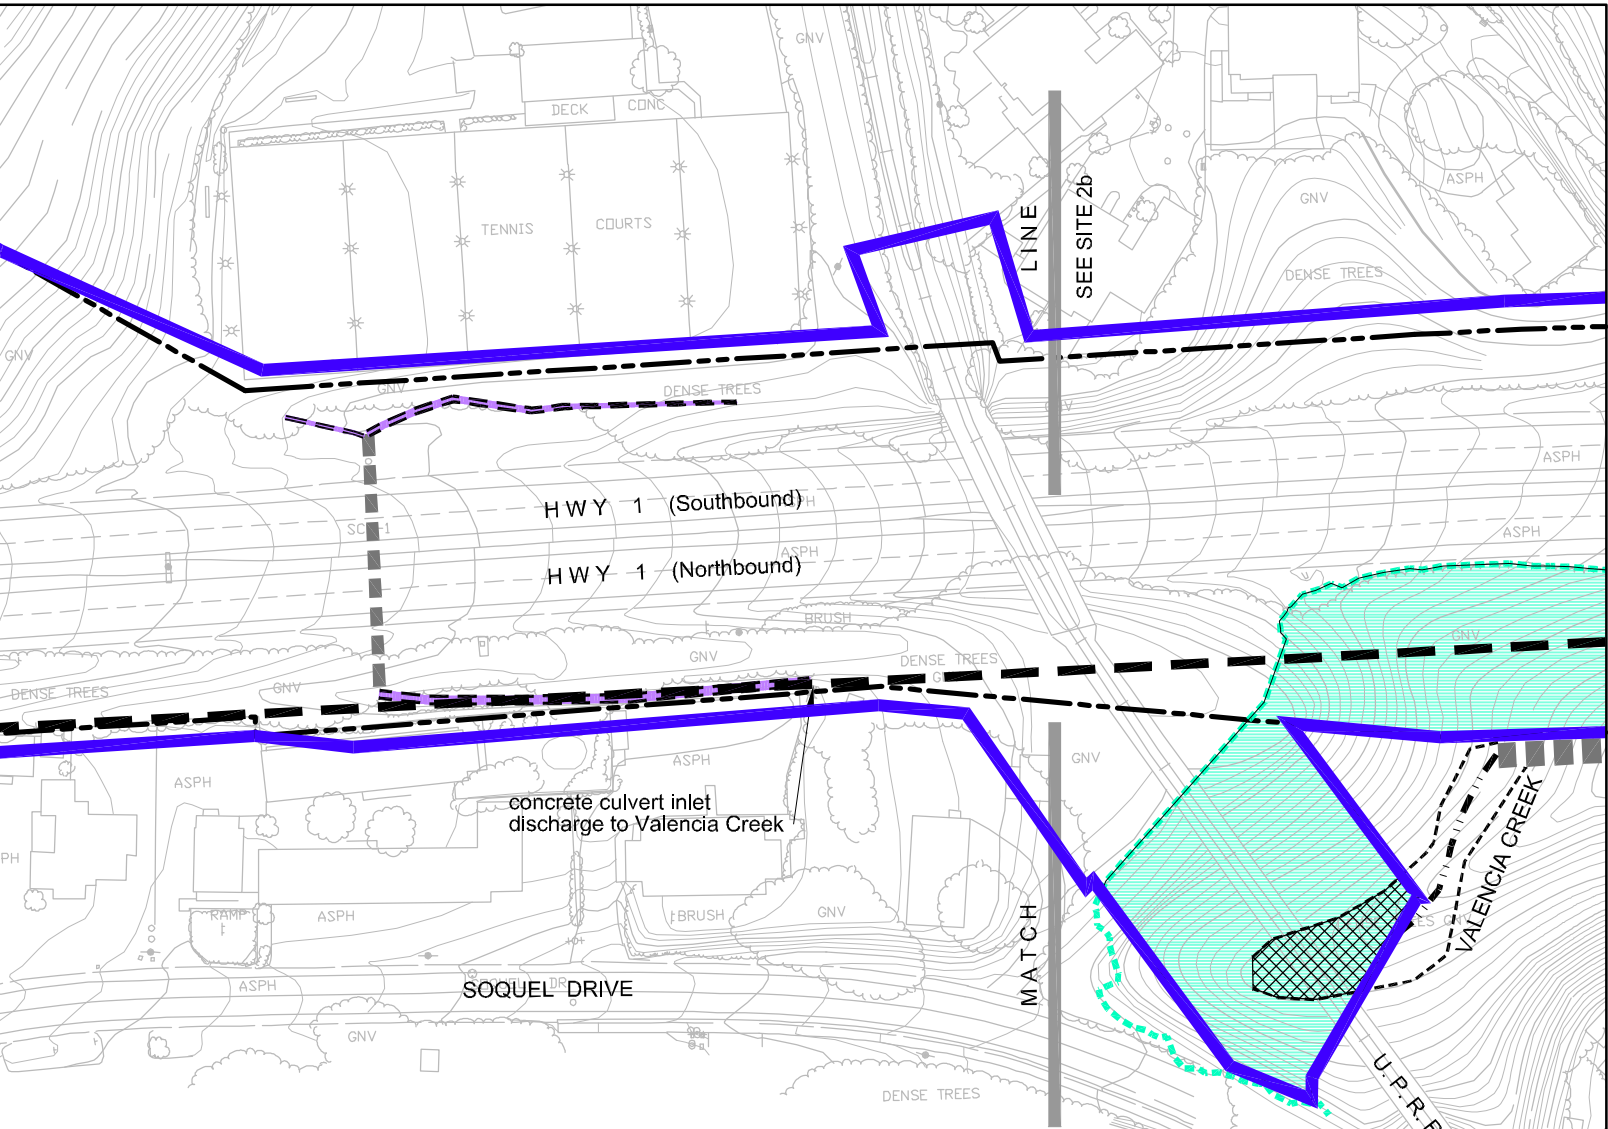 GNV
DECK
CONC
TENNIS COURTS
LINE
SEE SITE 2b
GNV
ASPH
DENSE TREES
GNV
GNV
DENSE TREES
ASPH
HWY 1 (Southbound)
ASPH
HWY 1 (Northbound)
ASPH
BRUSH
GNV
DENSE TREES
GNV
DENSE TREES
GNV
ASPH
ASPH
GNV
concrete culvert inlet
discharge to Valencia Creek
VALENCIA CREEK
PH
RAMP
ASPH
BRUSH
GNV
MATCH
ASPH
SOQUEL DRIVE
GNV
DENSE TREES
U.P.R.R